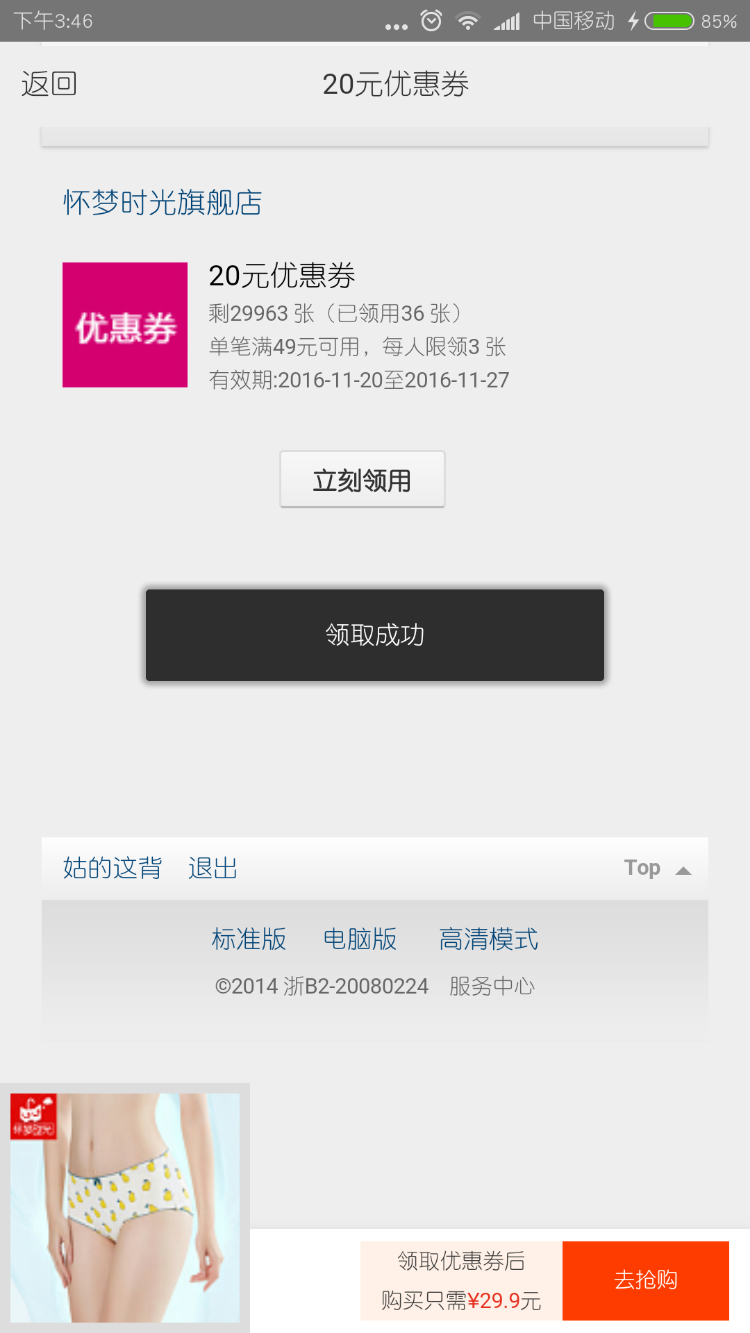 下午3:46
... 中国移动 85%
返回
20元优惠券
怀梦时光旗舰店
优惠券
20元优惠券
剩29963 张（已领用36 张）
单笔满49元可用，每人限领3 张
有效期:2016-11-20至2016-11-27
立刻领用
领取成功
姑的这背 退出 Top
标准版 电脑版 高清模式
©2014 浙B2-20080224 服务中心
怀梦时光
领取优惠券后
购买只需¥29.9元
去抢购